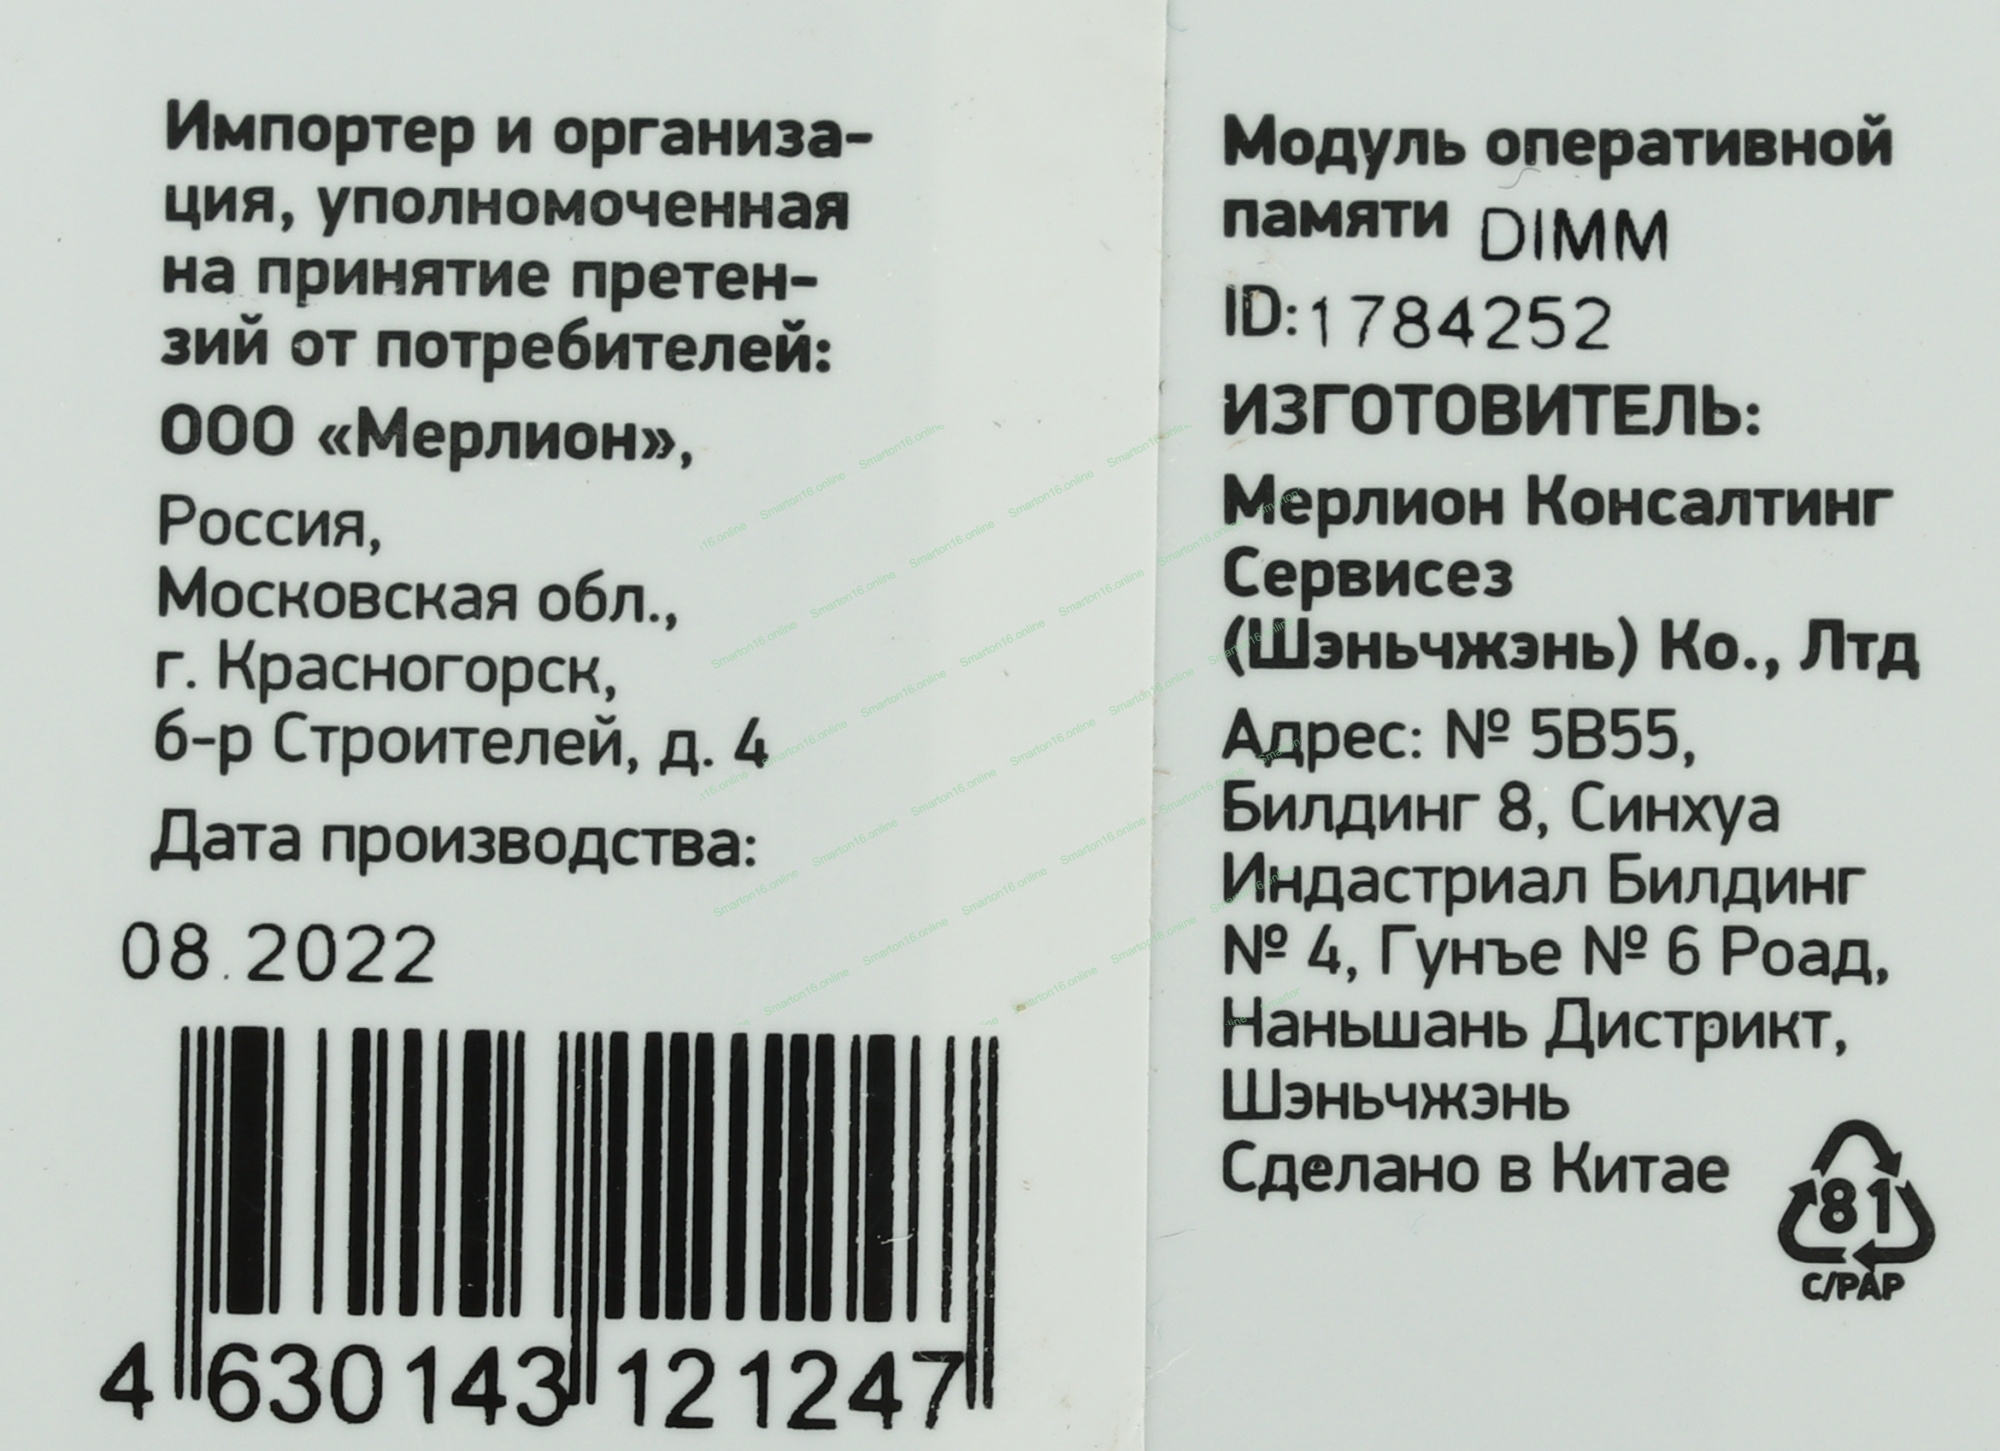 Импортер и организа-
ция, уполномоченная
на принятие претен-
зий от потребителей:
ООО «Мерлион»,
Россия,
Московская обл.,
г. Красногорск,
б-р Строителей, д. 4
Дата производства:
08.2022
4 630143 121247
Модуль оперативной
памяти DIMM
ID:1784252
ИЗГОТОВИТЕЛЬ:
Мерлион Консалтинг
Сервисез
(Шэньчжэнь) Ко., Лтд
Адрес: № 5В55,
Билдинг 8, Синхуа
Индастриал Билдинг
№ 4, Гунъе № 6 Роад,
Наньшань Дистрикт,
Шэньчжэнь
Сделано в Китае
81
C/PAP
Smarton16.online